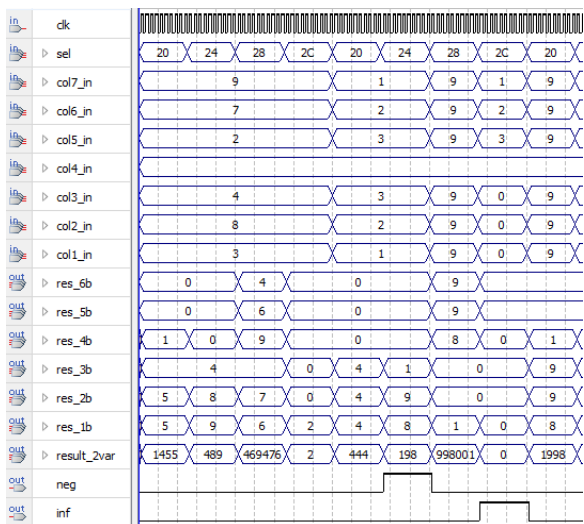 in clk
in sel 20 24 28 2C 20 24 28 2C 20
in col7_in 9 1 9 1 9
in col6_in 7 2 9 2 9
in col5_in 2 3 9 3 9
in col4_in
in col3_in 4 3 9 0 9
in col2_in 8 2 9 0 9
in col1_in 3 1 9 0 9
out res_6b 0 4 0 9
out res_5b 0 6 0 9
out res_4b 1 0 9 0 8 0 1
out res_3b 4 0 4 1 0 9
out res_2b 5 8 7 0 4 9 0 9
out res_1b 5 9 6 2 4 8 1 0 8
out result_2var 1455 489 469476 2 444 198 998001 0 1998
out neg
out inf